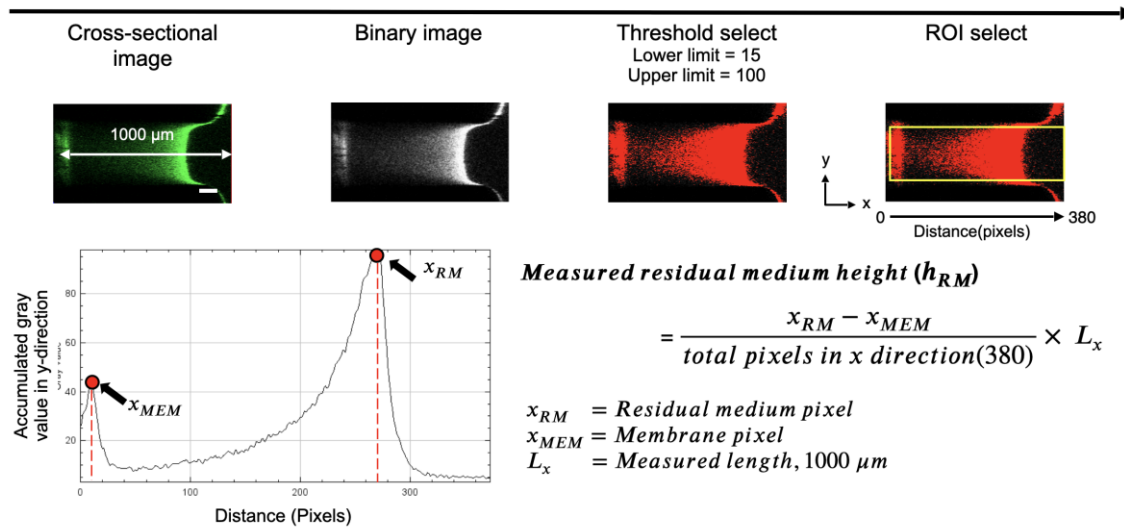 Cross-sectional
image
Binary image
Threshold select
Lower limit = 15
Upper limit = 100
ROI select
1000 µm
y
x
0
380
Distance(pixels)
Accumulated gray
value in y-direction
80
60
40
20
0
100
200
300
Distance (Pixels)
x_MEM
x_RM
Measured residual medium height (h_RM)
= x_RM − x_MEM / total pixels in x direction(380) × L_x
x_RM = Residual medium pixel
x_MEM = Membrane pixel
L_x = Measured length, 1000 µm